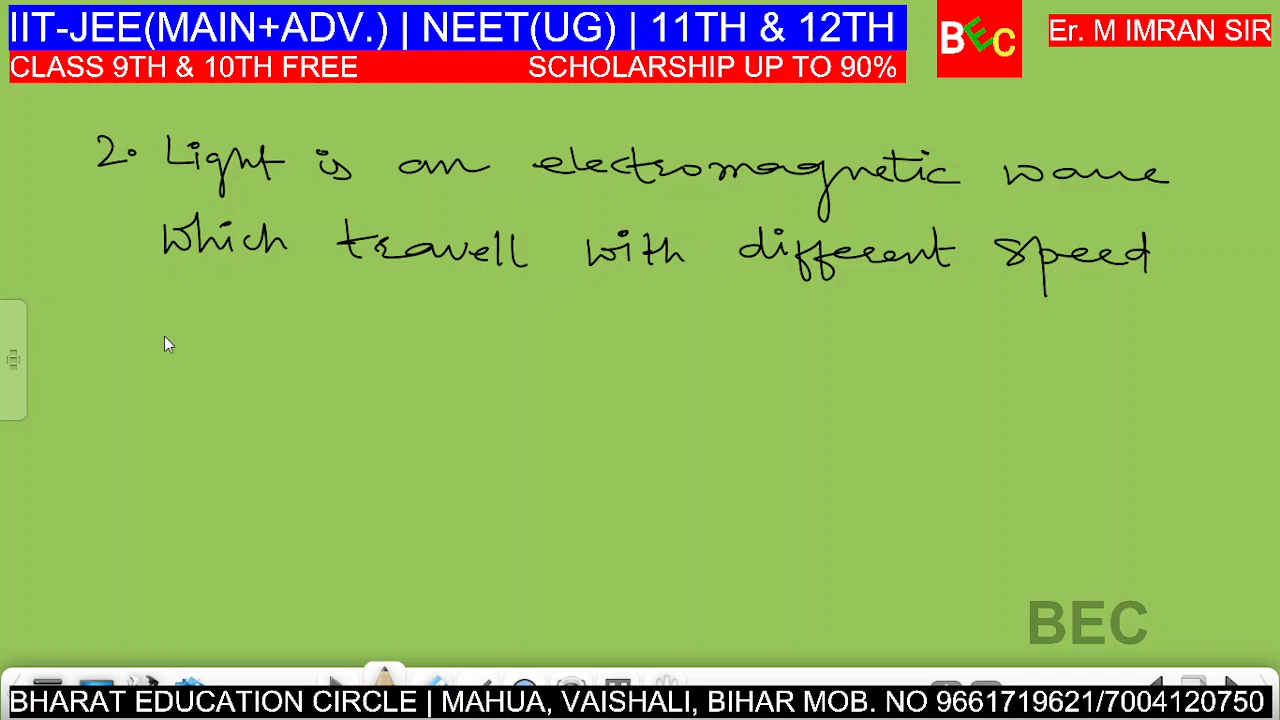 IIT-JEE(MAIN+ADV.) | NEET(UG) | 11TH & 12TH
CLASS 9TH & 10TH FREE SCHOLARSHIP UP TO 90%
BEC
Er. M IMRAN SIR
2. Light is an electromagnetic wave
which travell with different speed
BEC
BHARAT EDUCATION CIRCLE | MAHUA, VAISHALI, BIHAR MOB. NO 9661719621/7004120750